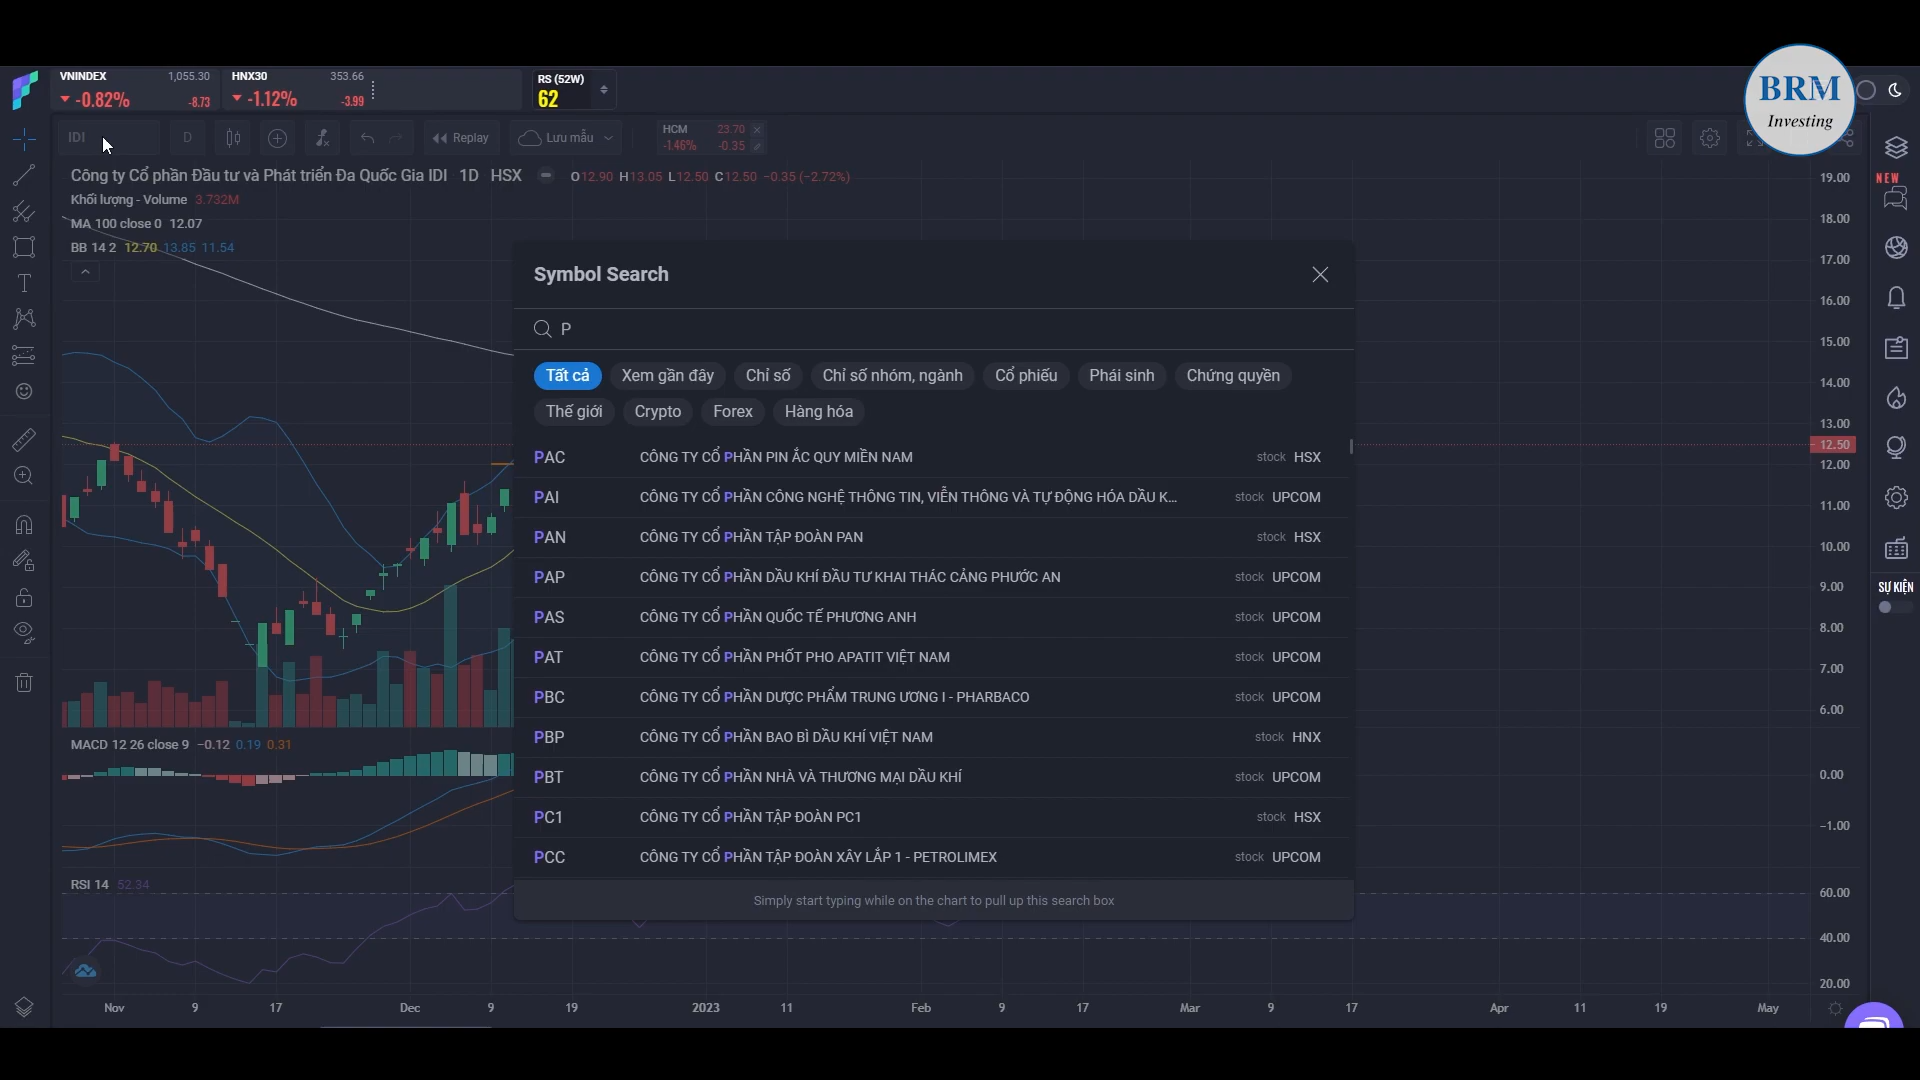 VNINDEX 1,055.30
-0.82% -8.73
HNX30 353.66
-1.12% -3.99
RS (52W)
62
BRM
Investing
IDI D Replay Lưu mẫu
HCM 23.70
-1.46% -0.35
Công ty Cổ phần Đầu tư và Phát triển Đa Quốc Gia IDI 1D HSX O12.90 H13.05 L12.50 C12.50 −0.35 (−2.72%)
Khối lượng - Volume 3.732M
MA 100 close 0 12.07
BB 14 2 12.70 13.85 11.54
Symbol Search
P
Tất cả Xem gần đây Chỉ số Chỉ số nhóm, ngành Cổ phiếu Phái sinh Chứng quyền
Thế giới Crypto Forex Hàng hóa
PAC CÔNG TY CỔ PHẦN PIN ẮC QUY MIỀN NAM stock HSX
PAI CÔNG TY CỔ PHẦN CÔNG NGHỆ THÔNG TIN, VIỄN THÔNG VÀ TỰ ĐỘNG HÓA DẦU K... stock UPCOM
PAN CÔNG TY CỔ PHẦN TẬP ĐOÀN PAN stock HSX
PAP CÔNG TY CỔ PHẦN DẦU KHÍ ĐẦU TƯ KHAI THÁC CẢNG PHƯỚC AN stock UPCOM
PAS CÔNG TY CỔ PHẦN QUỐC TẾ PHƯƠNG ANH stock UPCOM
PAT CÔNG TY CỔ PHẦN PHỐT PHO APATIT VIỆT NAM stock UPCOM
PBC CÔNG TY CỔ PHẦN DƯỢC PHẨM TRUNG ƯƠNG I - PHARBACO stock UPCOM
PBP CÔNG TY CỔ PHẦN BAO BÌ DẦU KHÍ VIỆT NAM stock HNX
PBT CÔNG TY CỔ PHẦN NHÀ VÀ THƯƠNG MẠI DẦU KHÍ stock UPCOM
PC1 CÔNG TY CỔ PHẦN TẬP ĐOÀN PC1 stock HSX
PCC CÔNG TY CỔ PHẦN TẬP ĐOÀN XÂY LẮP 1 - PETROLIMEX stock UPCOM
Simply start typing while on the chart to pull up this search box
MACD 12 26 close 9 −0.12 0.19 0.31
RSI 14 52.34
19.00
18.00
17.00
16.00
15.00
14.00
13.00
12.50
12.00
11.00
10.00
9.00
8.00
7.00
6.00
0.00
−1.00
60.00
40.00
20.00
NEW
SỰ KIỆN
Nov 9 17 Dec 9 19 2023 11 Feb 9 17 Mar 9 17 Apr 11 19 May